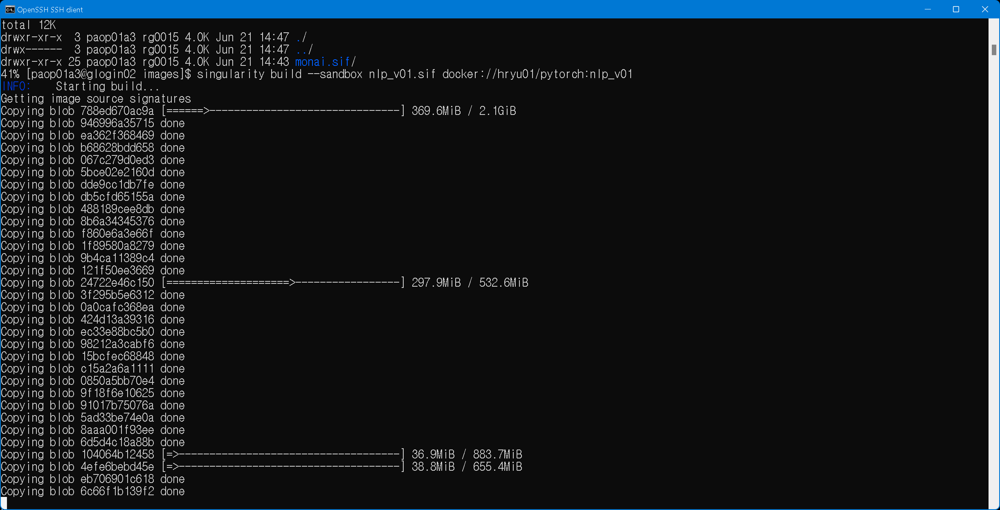 OpenSSH SSH client
total 12K
drwxr-xr-x  3 paop01a3 rg0015 4.0K Jun 21 14:47 ./
drwx------  3 paop01a3 rg0015 4.0K Jun 21 14:47 ../
drwxr-xr-x 25 paop01a3 rg0015 4.0K Jun 21 14:43 monai.sif/
41% [paop01a3@glogin02 images]$ singularity build --sandbox nlp_v01.sif docker://hryu01/pytorch:nlp_v01
INFO:    Starting build...
Getting image source signatures
Copying blob 788ed670ac9a [======>-------------------------------] 369.6MiB / 2.1GiB
Copying blob 946996a35715 done
Copying blob ea362f368469 done
Copying blob b68628bdd658 done
Copying blob 067c279d0ed3 done
Copying blob 5bce02e2160d done
Copying blob dde9cc1db7fe done
Copying blob db5cfd65155a done
Copying blob 488189cee8db done
Copying blob 8b6a34345376 done
Copying blob f860e6a3e66f done
Copying blob 1f89580a8279 done
Copying blob 9b4ca11389c4 done
Copying blob 121f50ee3669 done
Copying blob 24722e46c150 [====================>-----------------] 297.9MiB / 532.6MiB
Copying blob 3f295b5e6312 done
Copying blob 0a0cafc368ea done
Copying blob 424d13a39316 done
Copying blob ec33e88bc5b0 done
Copying blob 98212a3cabf6 done
Copying blob 15bcfec68848 done
Copying blob c15a2a6a1111 done
Copying blob 0850a5bb70e4 done
Copying blob 9f18f6e10625 done
Copying blob 91017b75076a done
Copying blob 5ad33be74e0a done
Copying blob 8aaa001f93ee done
Copying blob 6d5d4c18a88b done
Copying blob 104064b12458 [=>------------------------------------] 36.9MiB / 883.7MiB
Copying blob 4efe6bebd45e [=>------------------------------------] 38.8MiB / 655.4MiB
Copying blob eb706901c618 done
Copying blob 6c66f1b139f2 done